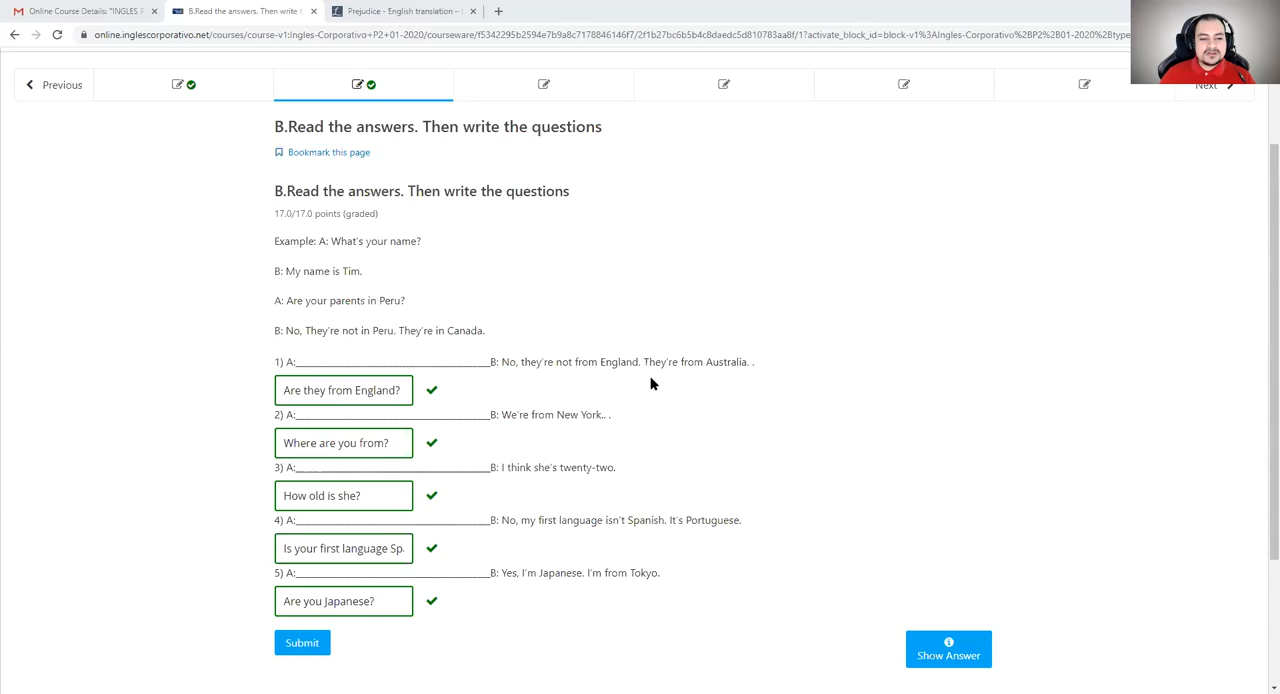 Online Course Details: "INGLES P
B.Read the answers. Then write t
Prejudice - English translation –
online.inglescorporativo.net/courses/course-v1:Ingles-Corporativo+P2+01-2020/courseware/f5342295b2594e7b9a8c7178846146f7/2f1b27bc6b5b4c8daedc5d810783aa8f/1?activate_block_id=block-v1%3AIngles-Corporativo%2BP2%2B01-2020%2Btype
Previous
Next
B.Read the answers. Then write the questions
Bookmark this page
B.Read the answers. Then write the questions
17.0/17.0 points (graded)
Example: A: What's your name?
B: My name is Tim.
A: Are your parents in Peru?
B: No, They're not in Peru. They're in Canada.
1) A:______________________________B: No, they're not from England. They're from Australia. .
Are they from England?
2) A:______________________________B: We're from New York.. .
Where are you from?
3) A:______________________________B: I think she's twenty-two.
How old is she?
4) A:______________________________B: No, my first language isn't Spanish. It's Portuguese.
Is your first language Sp
5) A:______________________________B: Yes, I'm Japanese. I'm from Tokyo.
Are you Japanese?
Submit
Show Answer